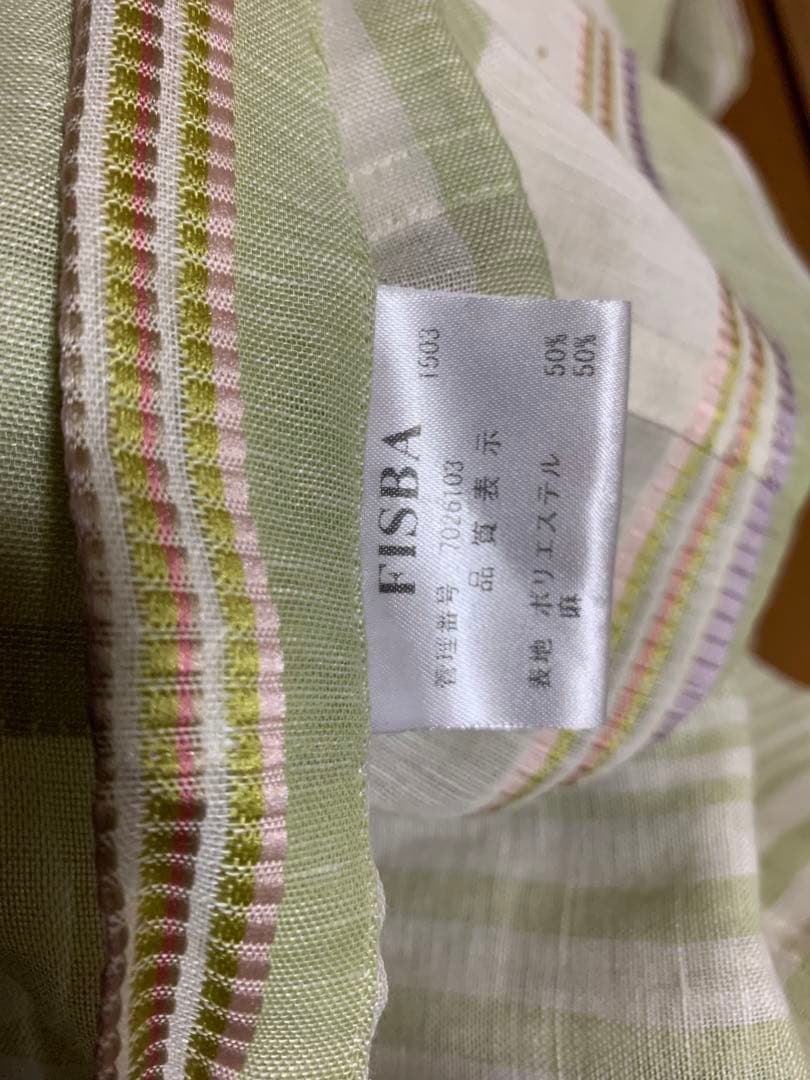 FISBA
管理番号 7026103 1503
品質表示
表地 ポリエステル 50%
麻 50%